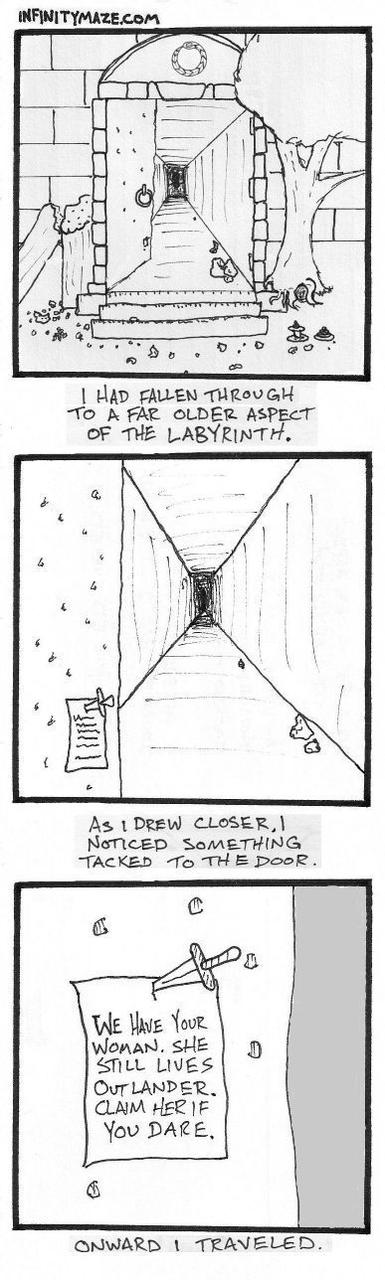 INFINITYMAZE.COM
I HAD FALLEN THROUGH
TO A FAR OLDER ASPECT
OF THE LABYRINTH.
AS I DREW CLOSER, I
NOTICED SOMETHING
TACKED TO THE DOOR.
WE HAVE YOUR
WOMAN. SHE
STILL LIVES
OUTLANDER.
CLAIM HER IF
YOU DARE.
ONWARD I TRAVELED.